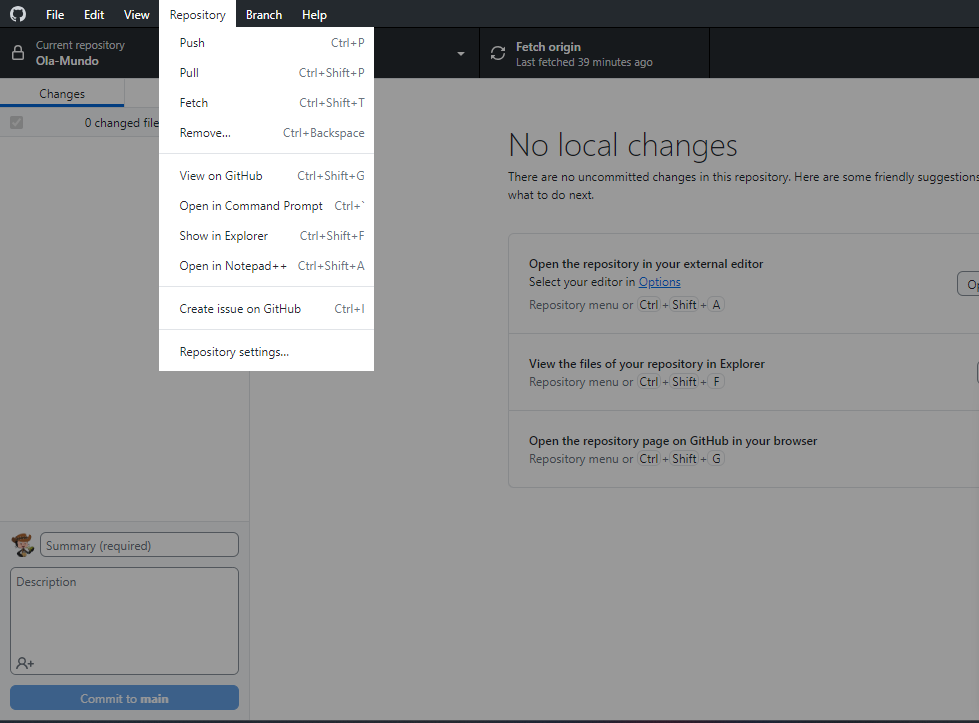 File Edit View Repository Branch Help
Current repository
Ola-Mundo
Fetch origin
Last fetched 39 minutes ago
Push Ctrl+P
Pull Ctrl+Shift+P
Fetch Ctrl+Shift+T
Remove... Ctrl+Backspace
View on GitHub Ctrl+Shift+G
Open in Command Prompt Ctrl+`
Show in Explorer Ctrl+Shift+F
Open in Notepad++ Ctrl+Shift+A
Create issue on GitHub Ctrl+I
Repository settings...
Changes
0 changed file
No local changes
There are no uncommitted changes in this repository. Here are some friendly suggestions
what to do next.
Open the repository in your external editor
Select your editor in Options
Repository menu or Ctrl + Shift + A
View the files of your repository in Explorer
Repository menu or Ctrl + Shift + F
Open the repository page on GitHub in your browser
Repository menu or Ctrl + Shift + G
Summary (required)
Description
Commit to main